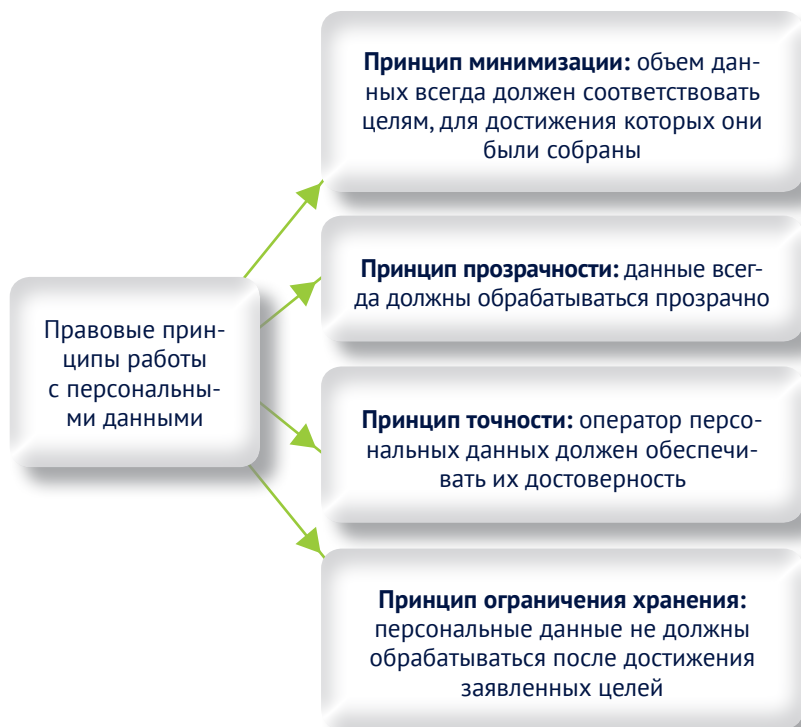 Принцип минимизации: объем дан-
ных всегда должен соответствовать
целям, для достижения которых они
были собраны
Принцип прозрачности: данные все-
гда должны обрабатываться прозрачно
Правовые прин-
ципы работы
с персональны-
ми данными
Принцип точности: оператор персо-
нальных данных должен обеспечи-
вать их достоверность
Принцип ограничения хранения:
персональные данные не должны
обрабатываться после достижения
заявленных целей